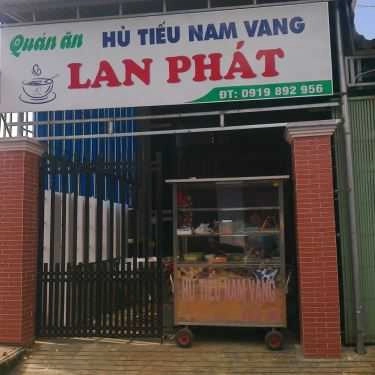 Quán ăn HỦ TIẾU NAM VANG
LAN PHÁT
ĐT: 0919 892 956
HỦ TIẾU NAM VANG